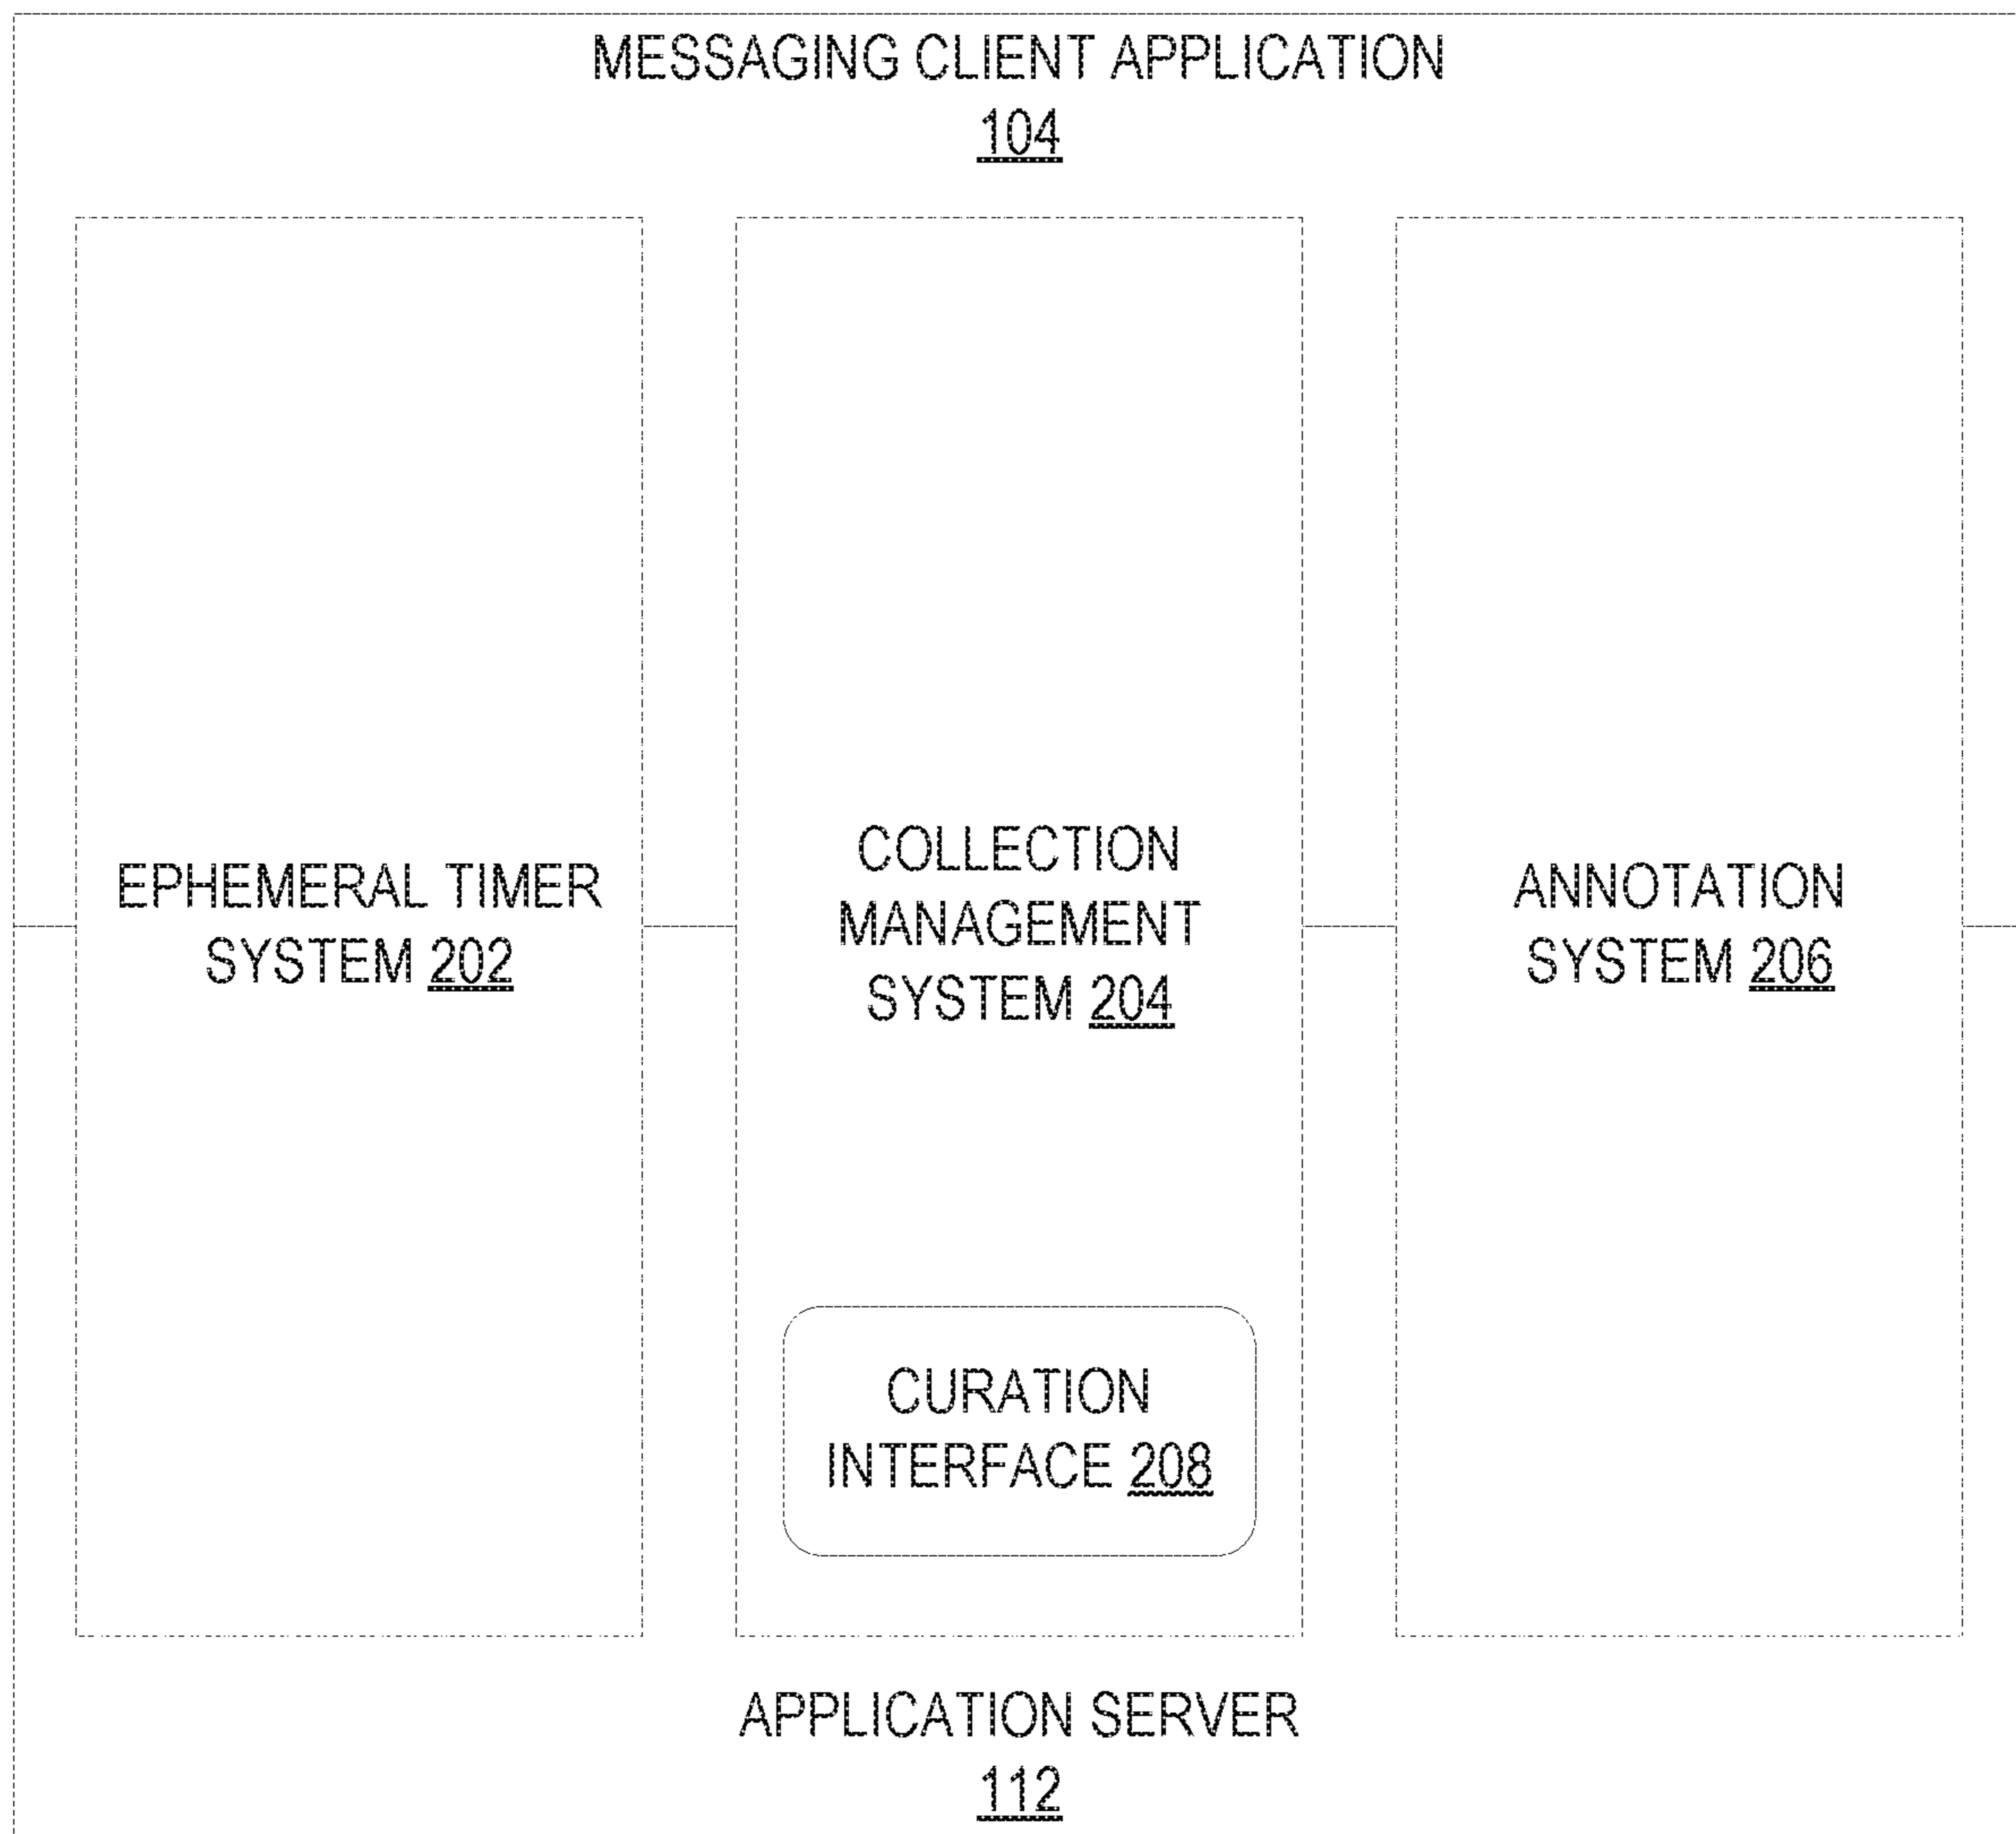 MESSAGING CLIENT APPLICATION
104
EPHEMERAL TIMER
SYSTEM 202
COLLECTION
MANAGEMENT
SYSTEM 204
ANNOTATION
SYSTEM 206
CURATION
INTERFACE 208
APPLICATION SERVER
112